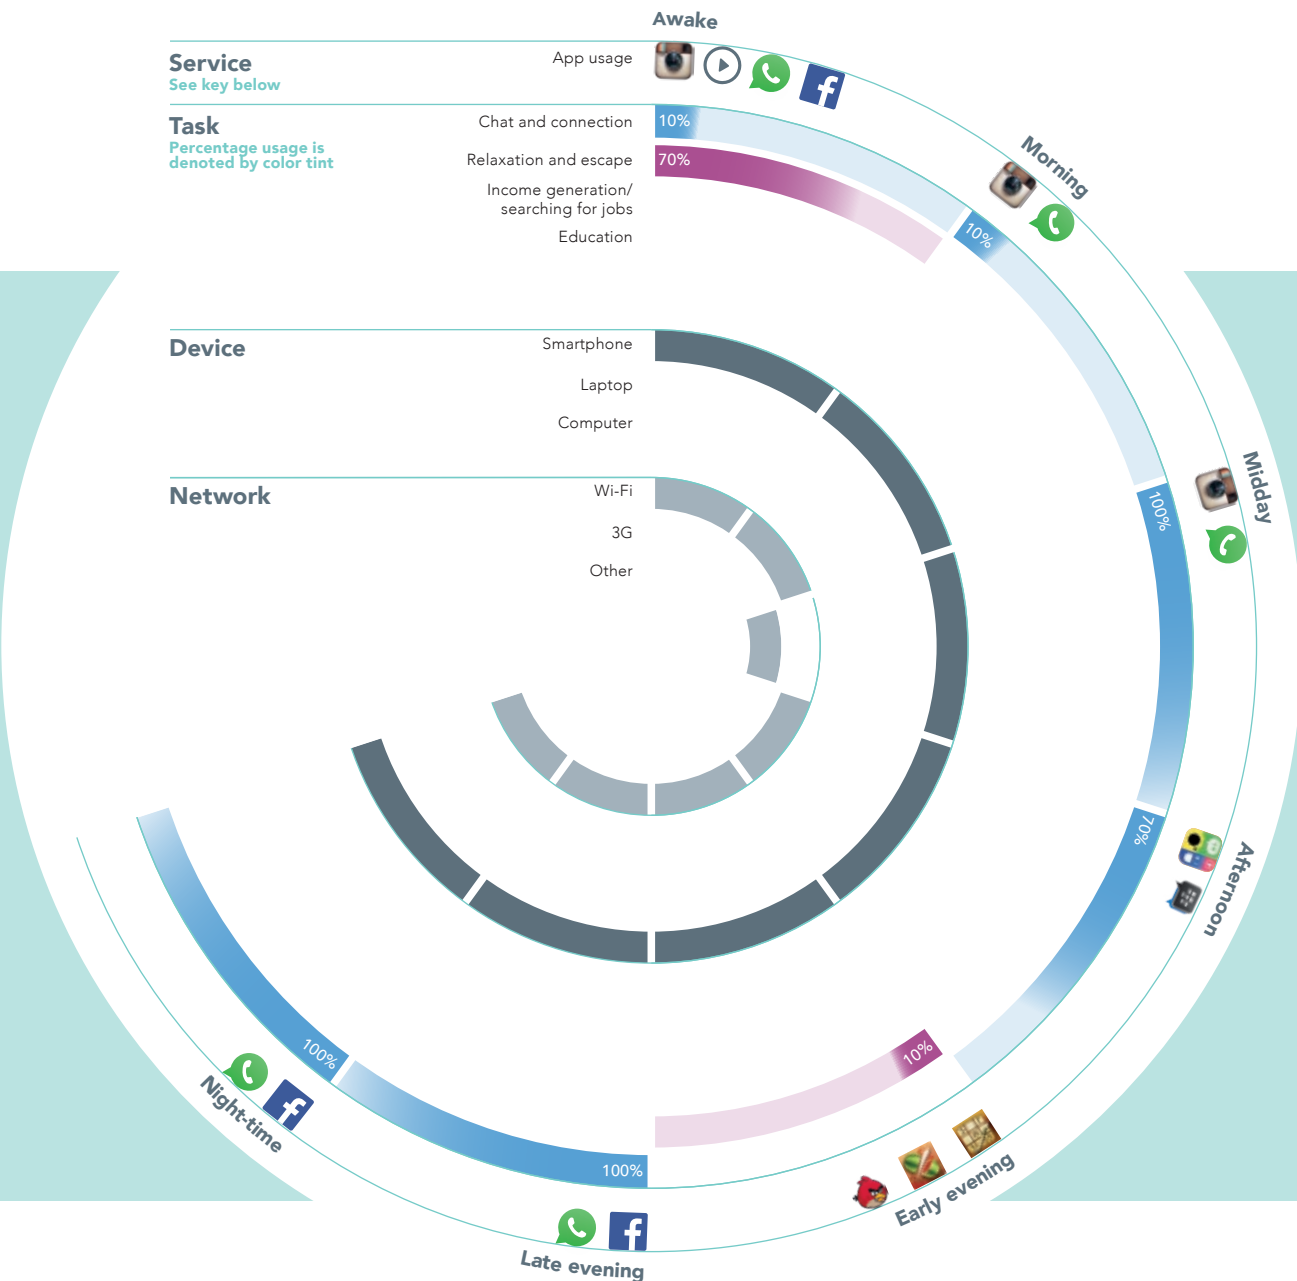 Awake
Service
See key below
App usage
Task
Percentage usage is
denoted by color tint
Chat and connection
10%
Relaxation and escape
70%
Income generation/
searching for jobs
Education
Morning
10%
Device
Smartphone
Laptop
Computer
Midday
100%
Network
Wi-Fi
3G
Other
Afternoon
70%
Early evening
10%
Late evening
100%
Night-time
100%